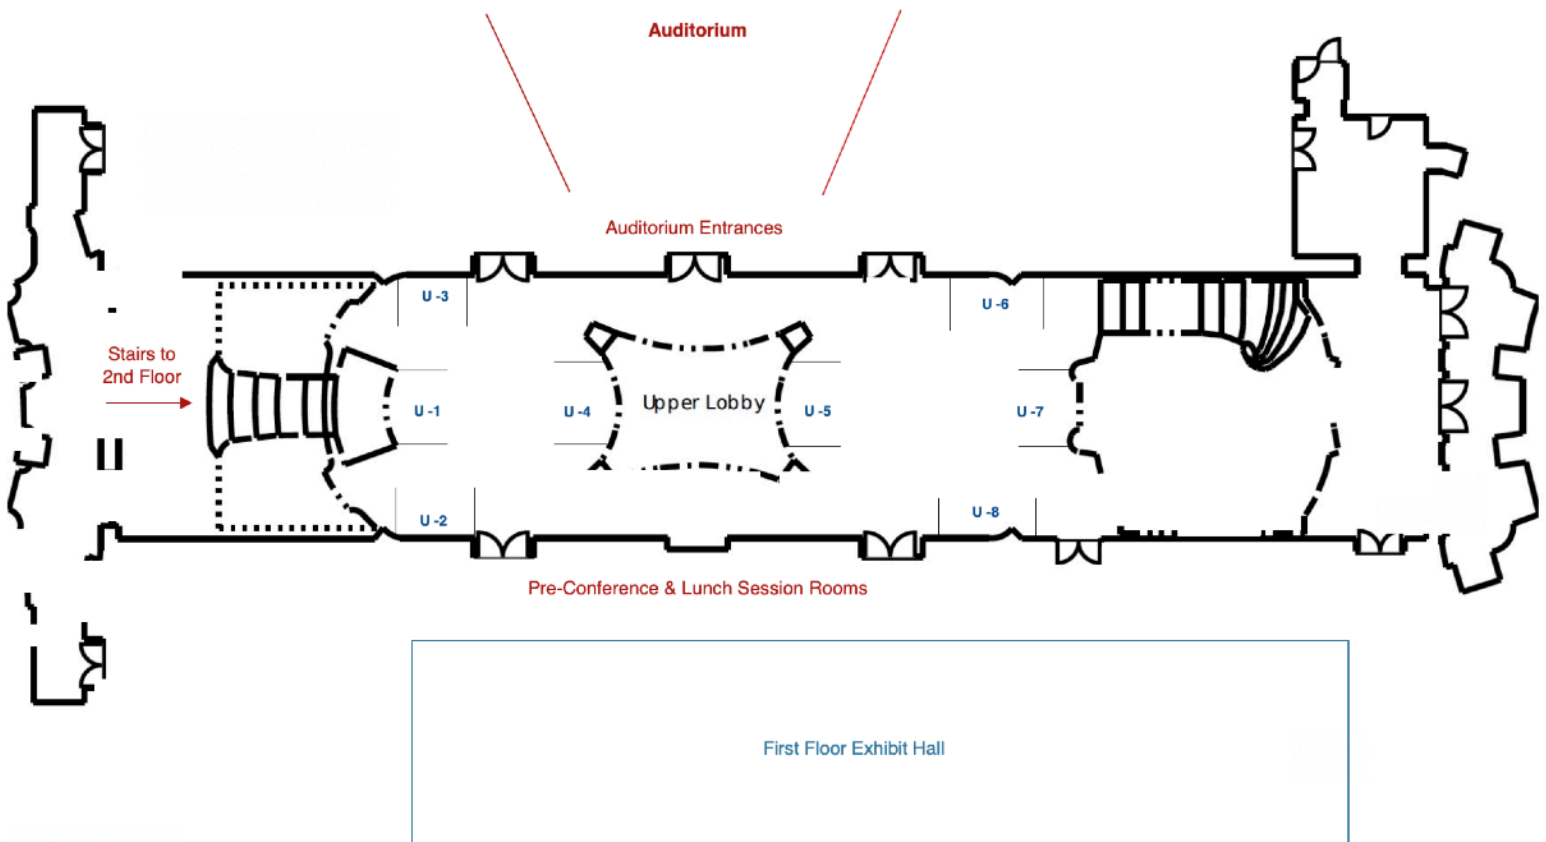 Auditorium
Auditorium Entrances
U -3
U -6
Stairs to
2nd Floor
U -1
U -4
Upper Lobby
U -5
U -7
U -2
U -8
Pre-Conference & Lunch Session Rooms
First Floor Exhibit Hall